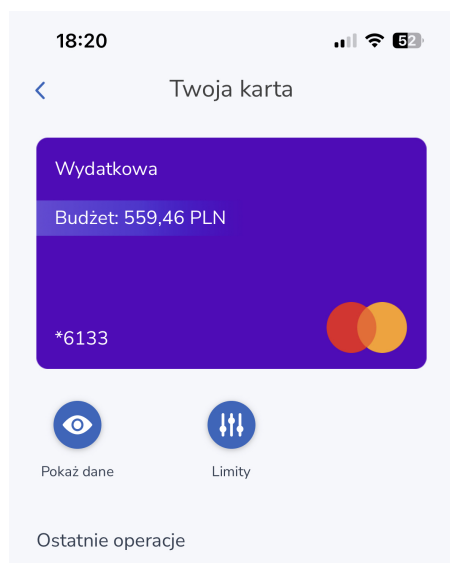 18:20
52
Twoja karta
Wydatkowa
Budżet: 559,46 PLN
*6133
Pokaż dane
Limity
Ostatnie operacje